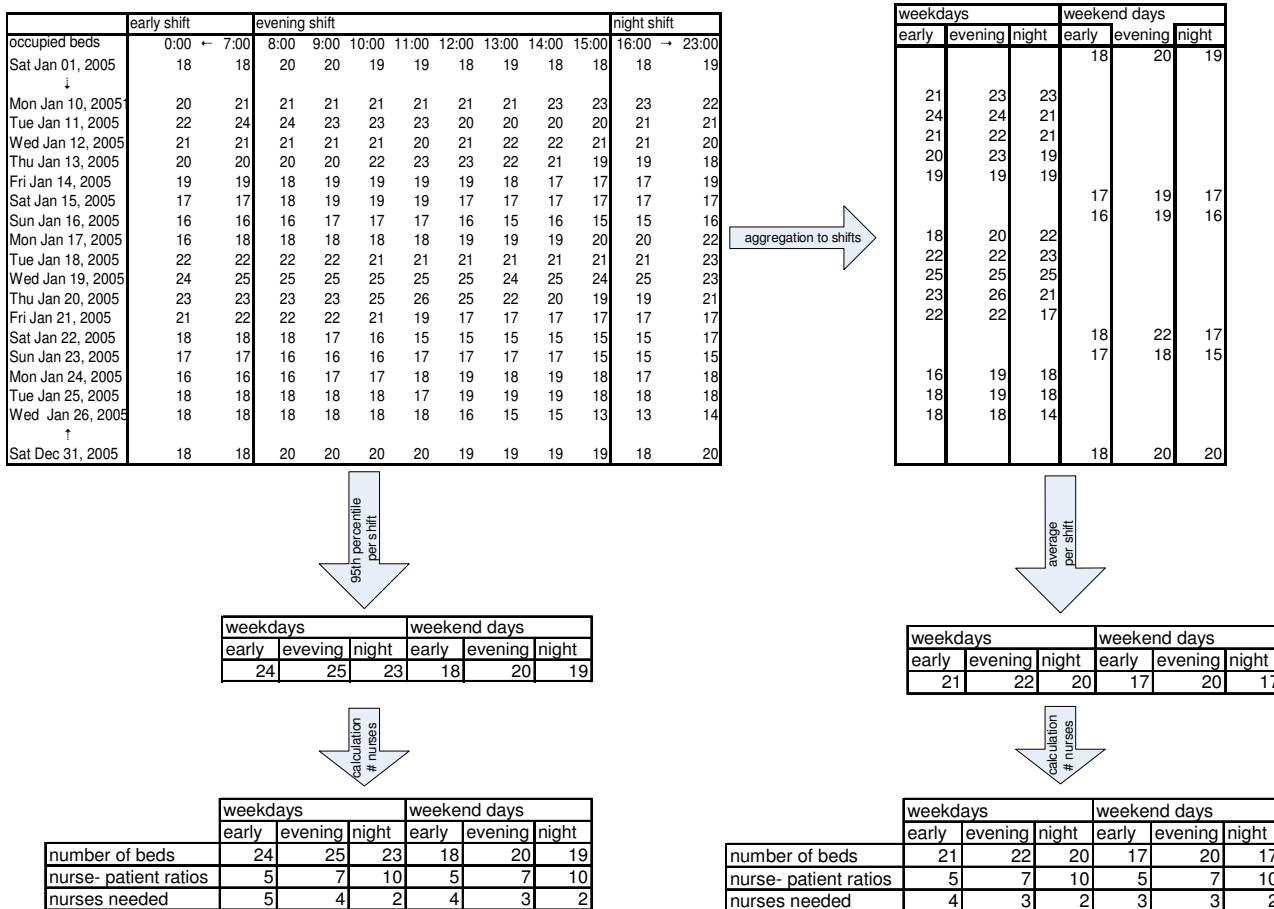 early shift evening shift night shift
occupied beds 0:00 ← 7:00 8:00 9:00 10:00 11:00 12:00 13:00 14:00 15:00 16:00 → 23:00
Sat Jan 01, 2005 18 18 20 20 19 19 18 19 18 18 18 19
↓
Mon Jan 10, 2005 20 21 21 21 21 21 21 21 23 23 23 22
Tue Jan 11, 2005 22 24 24 23 23 23 20 20 20 20 21 21
Wed Jan 12, 2005 21 21 21 21 21 20 21 22 22 21 21 20
Thu Jan 13, 2005 20 20 20 20 22 23 23 22 21 19 19 18
Fri Jan 14, 2005 19 19 18 19 19 19 19 18 17 17 17 19
Sat Jan 15, 2005 17 17 18 19 19 19 17 17 17 17 17 17
Sun Jan 16, 2005 16 16 16 17 17 17 16 15 16 15 15 16
Mon Jan 17, 2005 16 18 18 18 18 18 19 19 19 20 20 22
Tue Jan 18, 2005 22 22 22 22 21 21 21 21 21 21 21 23
Wed Jan 19, 2005 24 25 25 25 25 25 25 24 25 24 25 23
Thu Jan 20, 2005 23 23 23 23 25 26 25 22 20 19 19 21
Fri Jan 21, 2005 21 22 22 22 21 19 17 17 17 17 17 17
Sat Jan 22, 2005 18 18 18 17 16 15 15 15 15 15 15 17
Sun Jan 23, 2005 17 17 16 16 16 17 17 17 17 15 15 15
Mon Jan 24, 2005 16 16 16 17 17 18 19 18 19 18 17 18
Tue Jan 25, 2005 18 18 18 18 18 17 19 19 19 18 18 18
Wed Jan 26, 2005 18 18 18 18 18 18 16 15 15 13 13 14
↑
Sat Dec 31, 2005 18 18 20 20 20 20 19 19 19 19 18 20
aggregation to shifts
weekdays weekend days
early evening night early evening night
18 20 19
21 23 23
24 24 21
21 22 21
20 23 19
19 19 19
17 19 17
16 19 16
18 20 22
22 22 23
25 25 25
23 26 21
22 22 17
18 22 17
17 18 15
16 19 18
18 19 18
18 18 14
18 20 20
95th percentile
per shift
weekdays weekend days
early eveving night early evening night
24 25 23 18 20 19
calculation
# nurses
weekdays weekend days
early evening night early evening night
number of beds 24 25 23 18 20 19
nurse- patient ratios 5 7 10 5 7 10
nurses needed 5 4 2 4 3 2
average
per shift
weekdays weekend days
early evening night early evening night
21 22 20 17 20 17
calculation
# nurses
weekdays weekend days
early evening night early evening night
number of beds 21 22 20 17 20 17
nurse- patient ratios 5 7 10 5 7 10
nurses needed 4 3 2 3 3 2